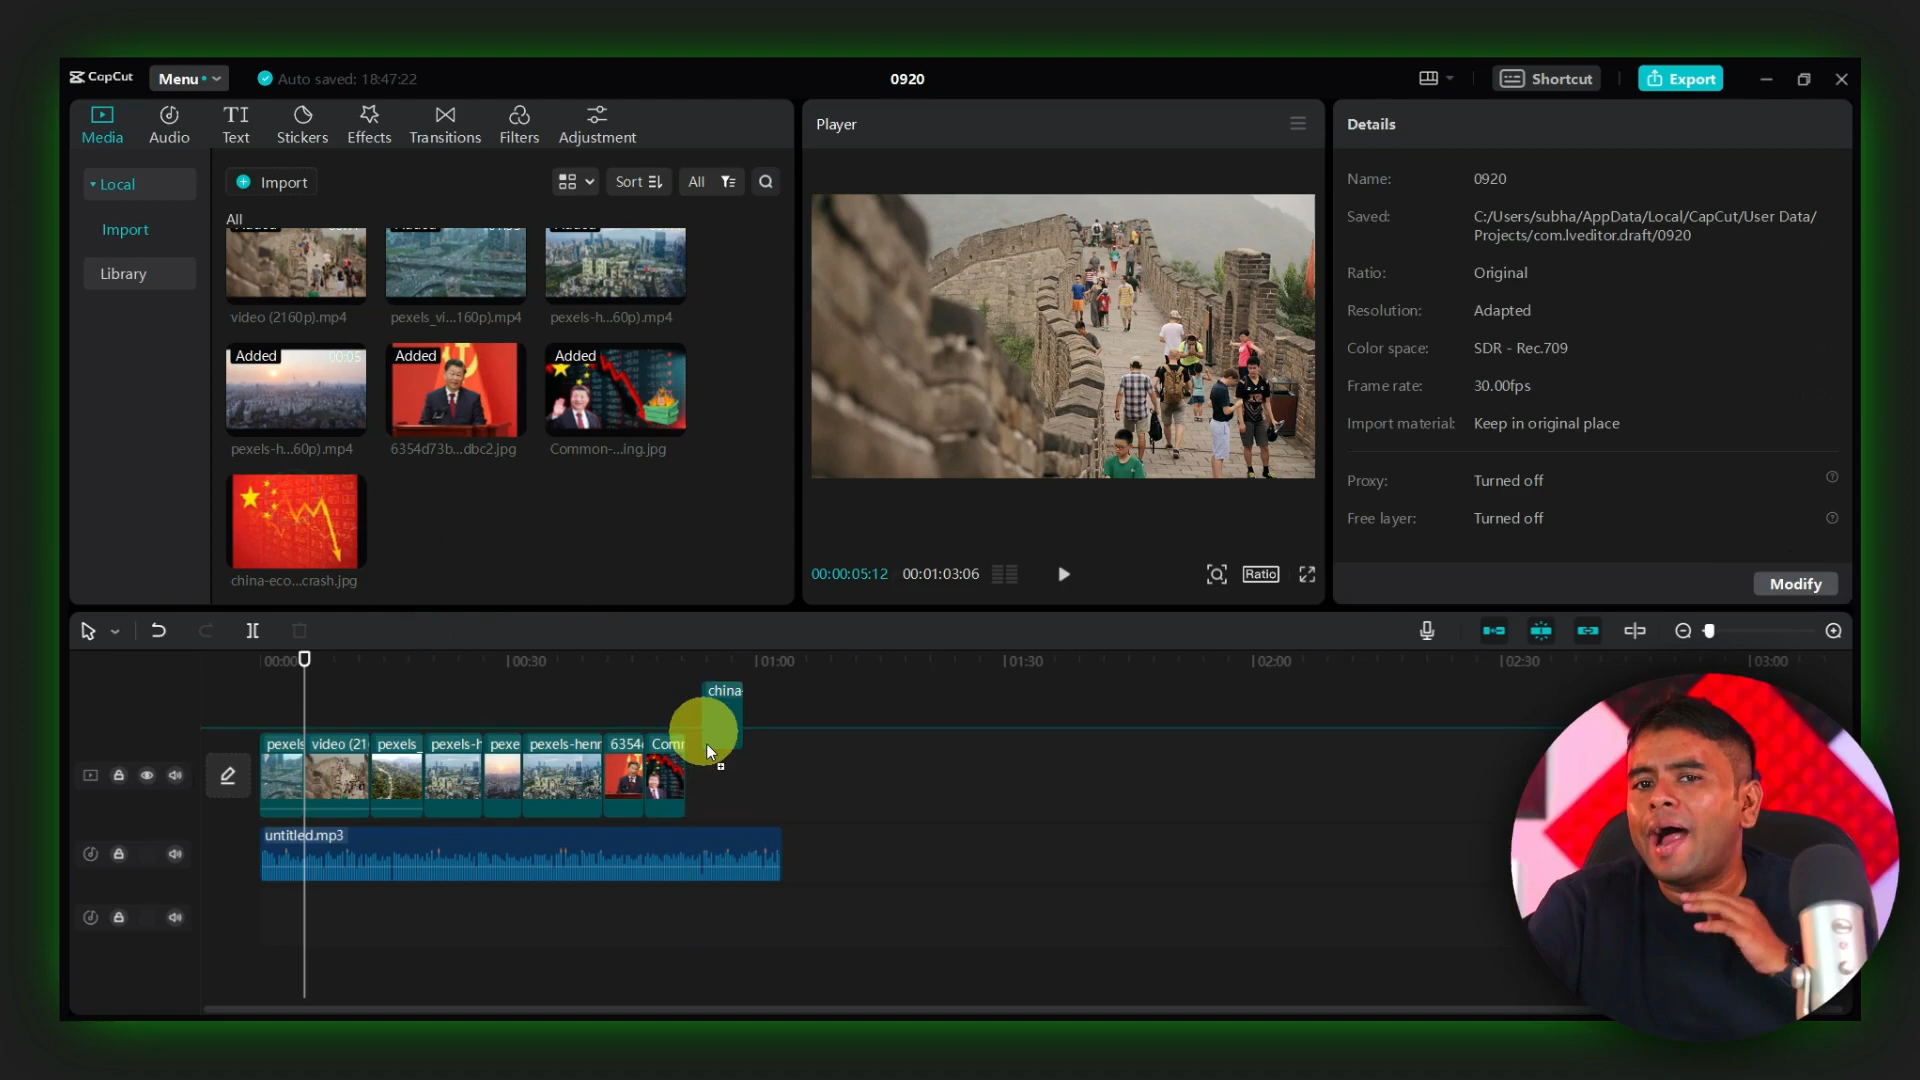 CapCut
Menu
Auto saved: 18:47:22
0920
Shortcut
Export
Media
Audio
Text
Stickers
Effects
Transitions
Filters
Adjustment
Local
Import
Library
Import
Sort
All
All
video (2160p).mp4
pexels_vi...160p).mp4
pexels-h...60p).mp4
Added
00:05
Added
Added
pexels-h...60p).mp4
6354d73b...dbc2.jpg
Common-...ing.jpg
china-eco...crash.jpg
Player
00:00:05:12
00:01:03:06
Ratio
Details
Name:
0920
Saved:
C:/Users/subha/AppData/Local/CapCut/User Data/
Projects/com.lveditor.draft/0920
Ratio:
Original
Resolution:
Adapted
Color space:
SDR - Rec.709
Frame rate:
30.00fps
Import material:
Keep in original place
Proxy:
Turned off
Free layer:
Turned off
Modify
00:00
00:30
01:00
01:30
02:00
02:30
03:00
china-
pexels
video (21
pexels_
pexels-h
pexe
pexels-henr
6354
Com
untitled.mp3